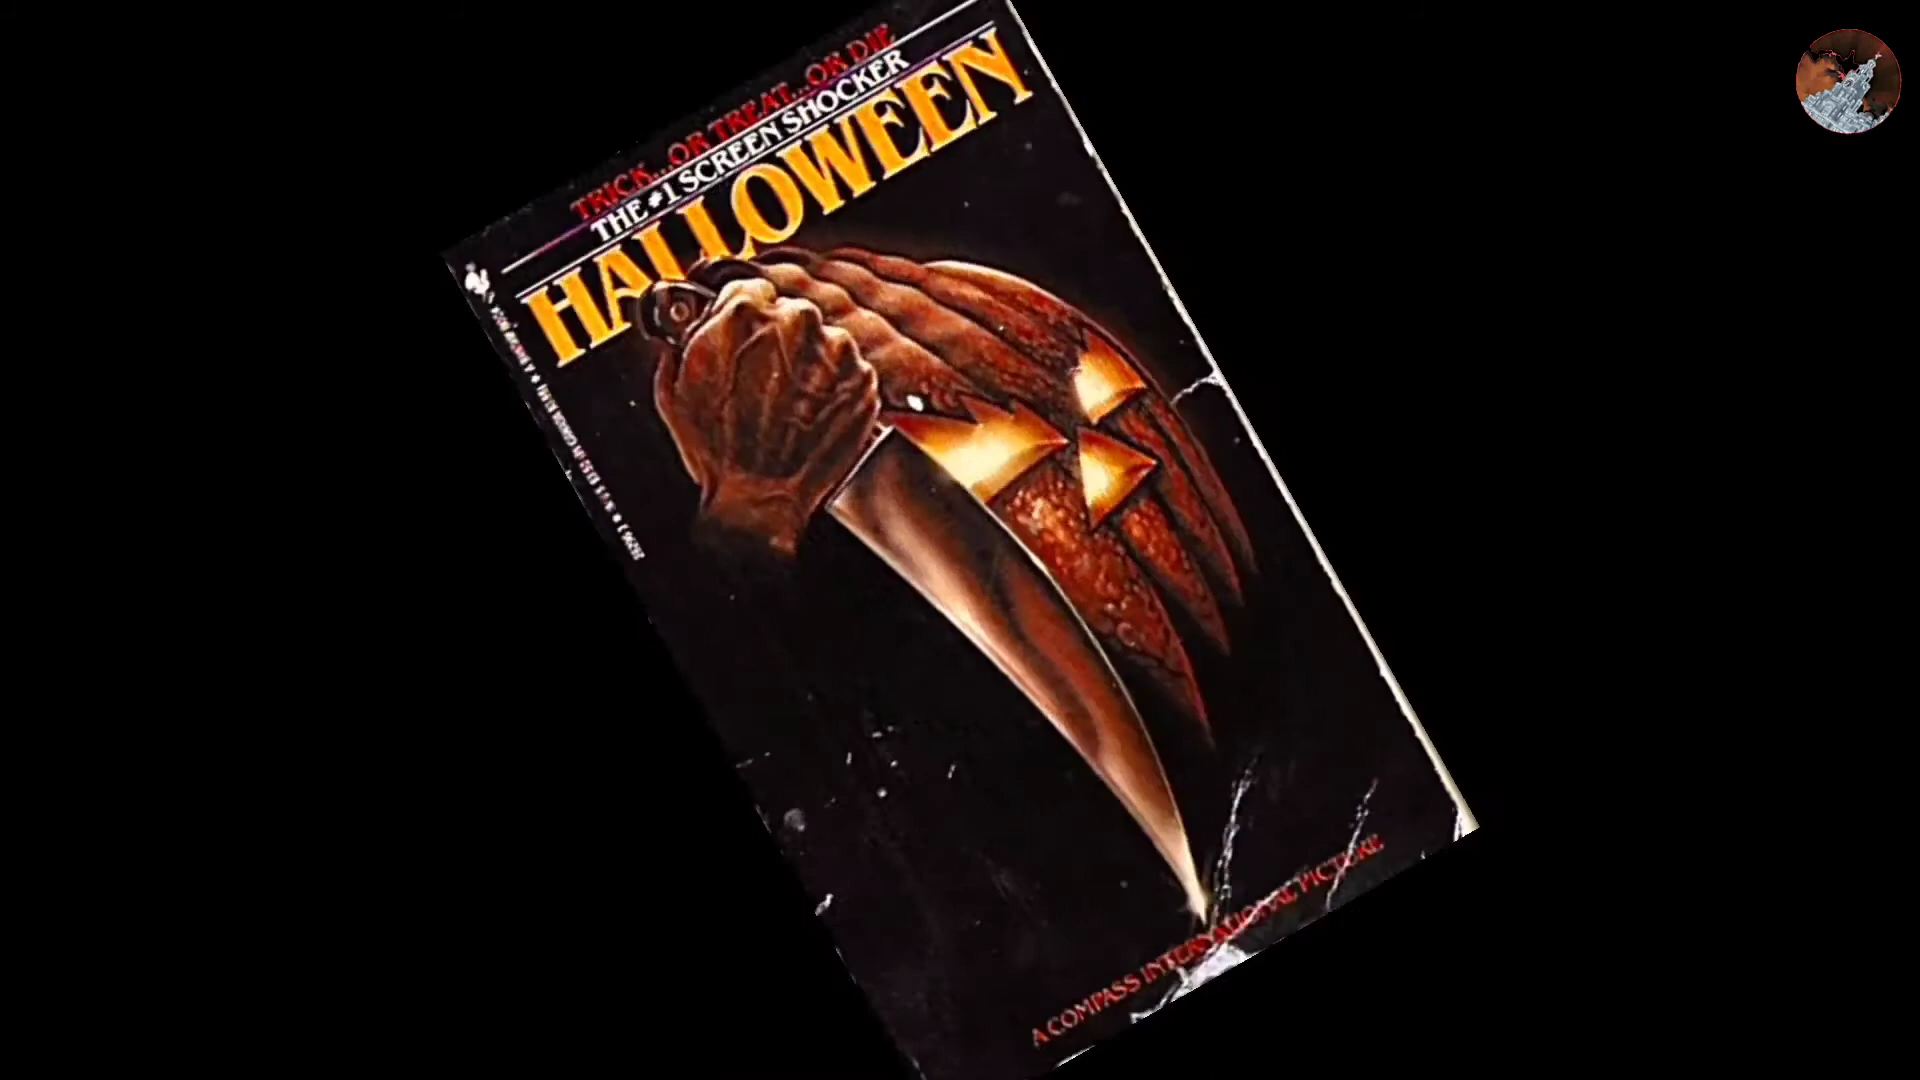 TRICK...OR TREAT...OR DIE
THE #1 SCREEN SHOCKER
HALLOWEEN
A COMPASS INTERNATIONAL PICTURE